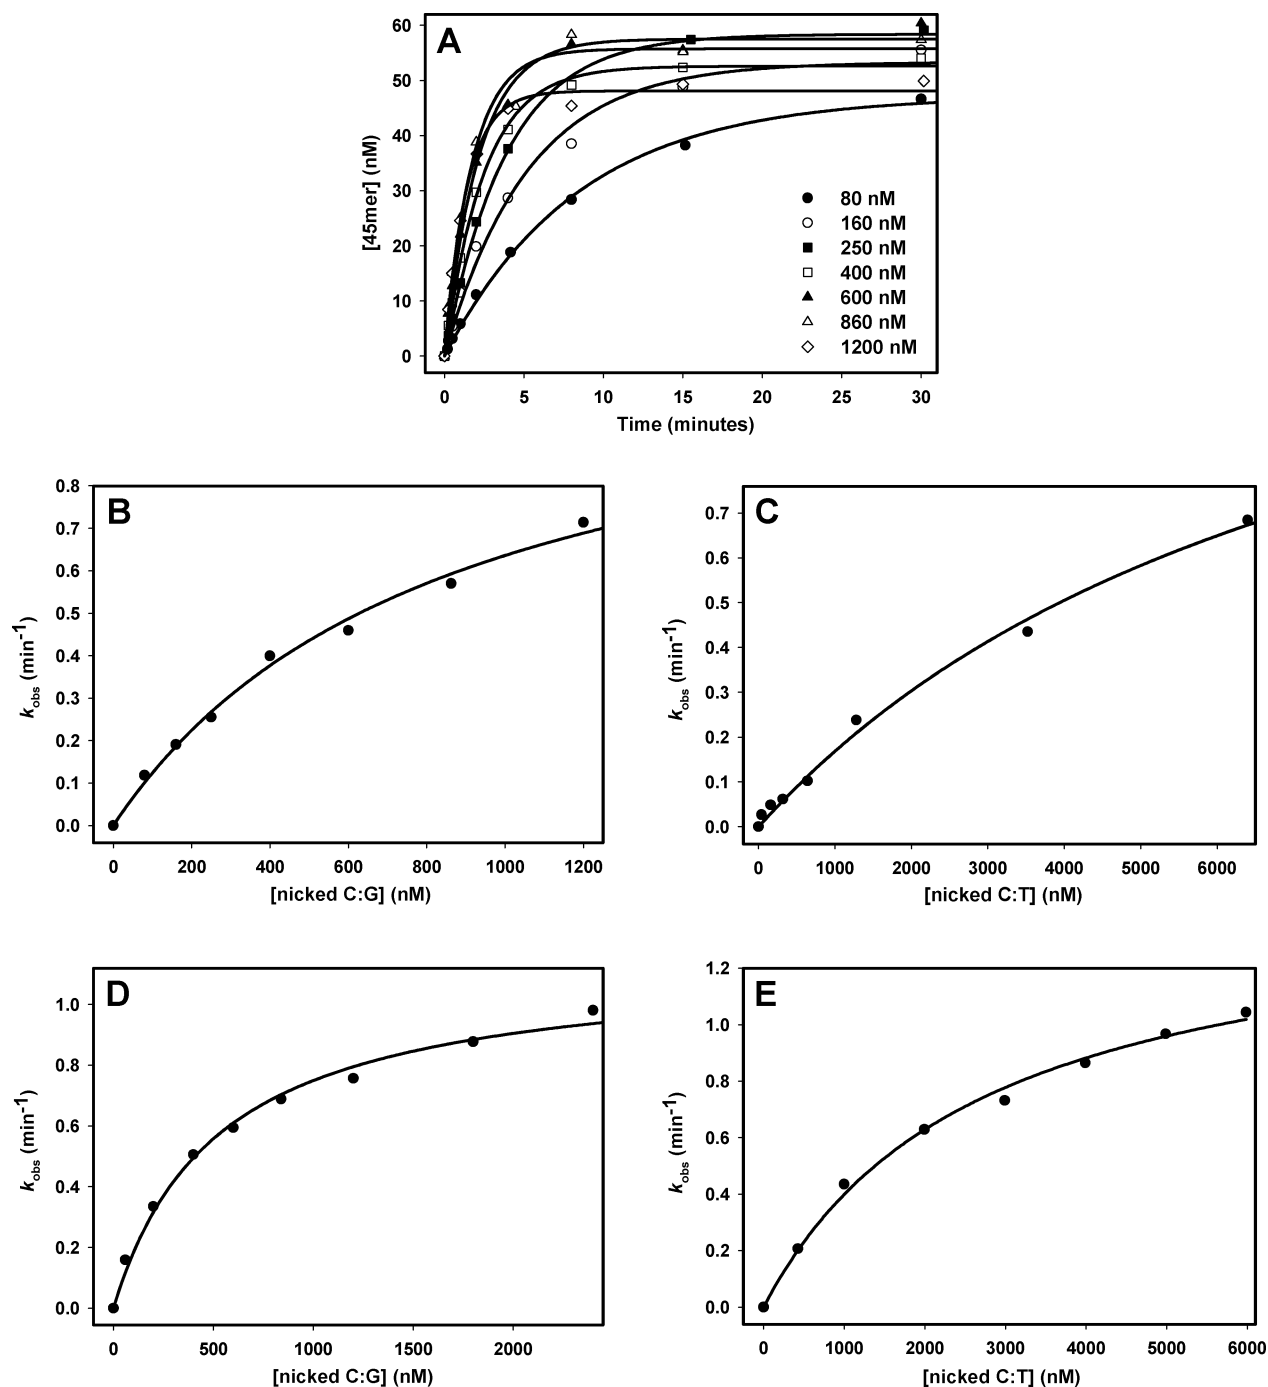 A
60
50
40
30
20
10
0
[45mer] (nM)
80 nM
160 nM
250 nM
400 nM
600 nM
860 nM
1200 nM
0 5 10 15 20 25 30
Time (minutes)
B
0.8
0.7
0.6
0.5
0.4
0.3
0.2
0.1
0.0
kobs (min-1)
0 200 400 600 800 1000 1200
[nicked C:G] (nM)
C
0.7
0.6
0.5
0.4
0.3
0.2
0.1
0.0
kobs (min-1)
0 1000 2000 3000 4000 5000 6000
[nicked C:T] (nM)
D
1.0
0.8
0.6
0.4
0.2
0.0
kobs (min-1)
0 500 1000 1500 2000
[nicked C:G] (nM)
E
1.2
1.0
0.8
0.6
0.4
0.2
0.0
kobs (min-1)
0 1000 2000 3000 4000 5000 6000
[nicked C:T] (nM)